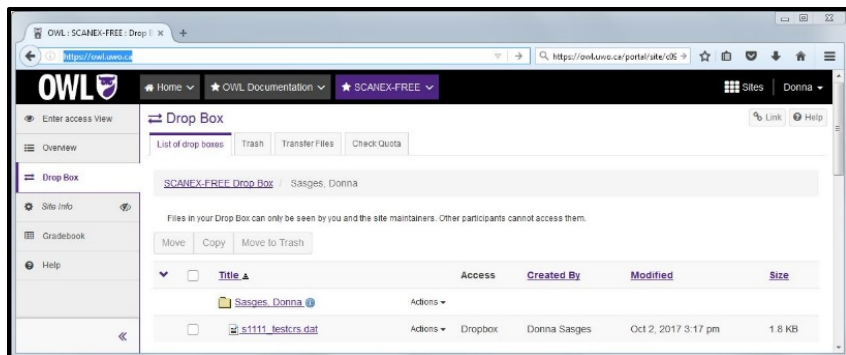 OWL : SCANEX-FREE : Drop
https://owl.uwo.ca
https://owl.uwo.ca/portal/site/c05
OWL
Home
OWL Documentation
SCANEX-FREE
Sites
Donna
Enter access View
Overview
Drop Box
Site Info
Gradebook
Help
Drop Box
Link
Help
List of drop boxes
Trash
Transfer Files
Check Quota
SCANEX-FREE Drop Box / Sasges, Donna
Files in your Drop Box can only be seen by you and the site maintainers. Other participants cannot access them.
Move
Copy
Move to Trash
Title Access Created By Modified Size
Sasges, Donna Actions
s1111_testcrs.dat Actions Dropbox Donna Sasges Oct 2, 2017 3:17 pm 1.8 KB